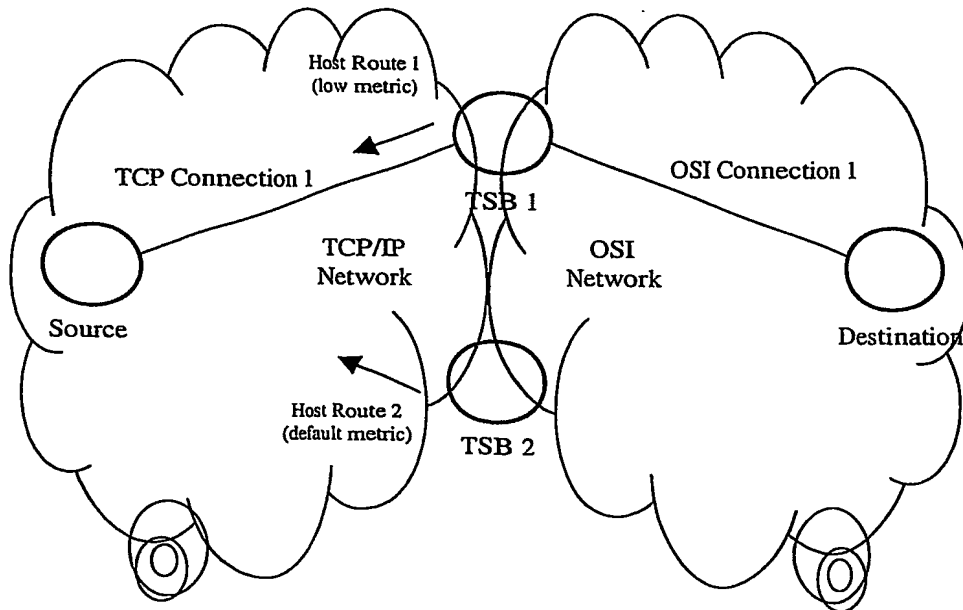 Host Route 1
(low metric)
TCP Connection 1
OSI Connection 1
TSB 1
TCP/IP
Network
OSI
Network
Source
Destination
Host Route 2
(default metric)
TSB 2